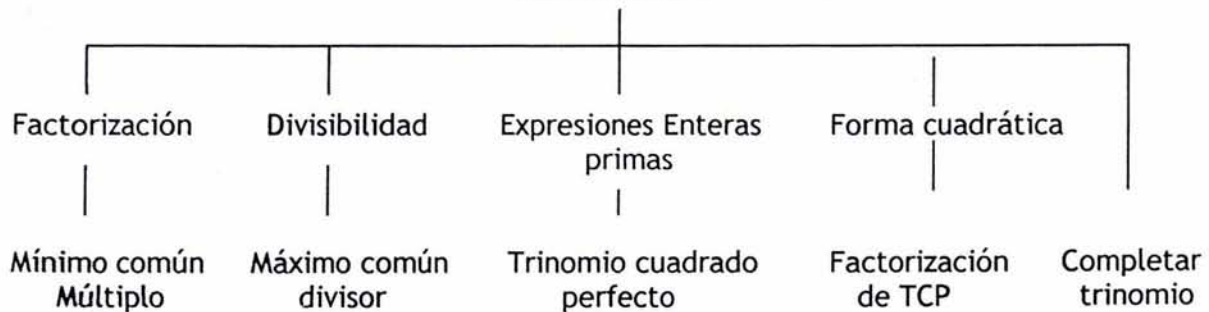 Factorización
Divisibilidad
Expresiones Enteras
primas
Forma cuadrática
Mínimo común
Múltiplo
Máximo común
divisor
Trinomio cuadrado
perfecto
Factorización
de TCP
Completar
trinomio